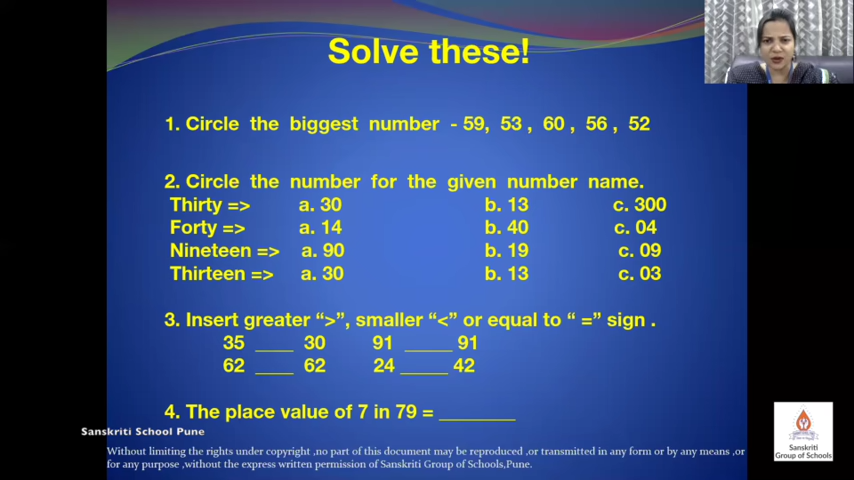 Solve these!
1. Circle the biggest number - 59, 53 , 60 , 56 , 52
2. Circle the number for the given number name.
Thirty => a. 30 b. 13 c. 300
Forty => a. 14 b. 40 c. 04
Nineteen => a. 90 b. 19 c. 09
Thirteen => a. 30 b. 13 c. 03
3. Insert greater “>”, smaller “<” or equal to “ =” sign .
35 ____ 30 91 _____ 91
62 ____ 62 24 _____ 42
4. The place value of 7 in 79 = ________
Sanskriti School Pune
Without limiting the rights under copyright ,no part of this document may be reproduced ,or transmitted in any form or by any means ,or
for any purpose ,without the express written permission of Sanskriti Group of Schools,Pune.
Sanskriti
Group of Schools